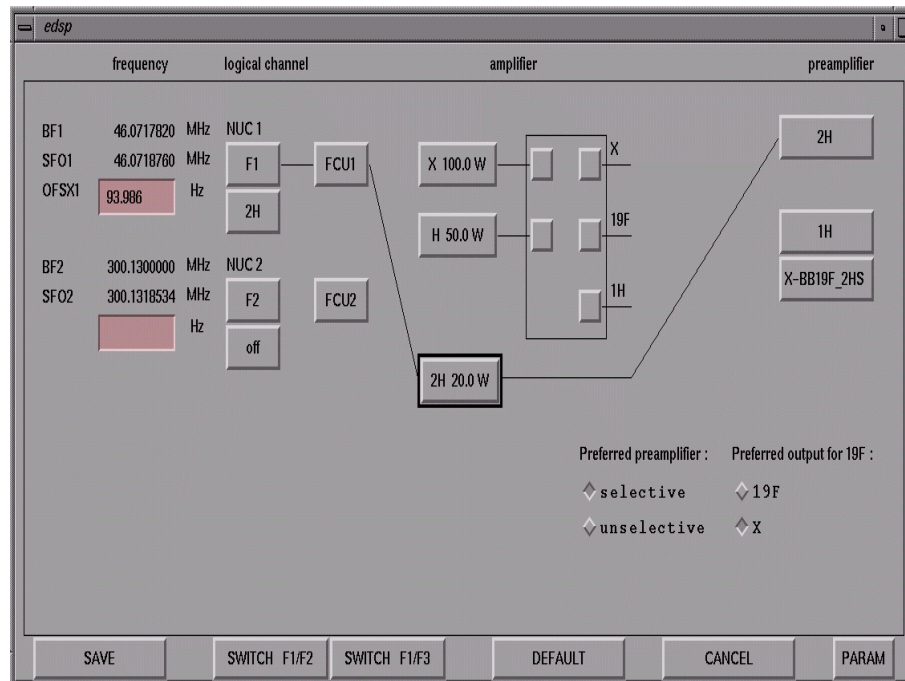 edsp
frequency logical channel amplifier preamplifier
BF1 46.0717820 MHz NUC 1
SFO1 46.0718760 MHz
OFSX1 93.986 Hz
F1 FCU1
2H
BF2 300.1300000 MHz NUC 2
SFO2 300.1318534 MHz
Hz
F2 FCU2
off
X 100.0 W
H 50.0 W
2H 20.0 W
X
19F
1H
2H
1H
X-BB19F_2HS
Preferred preamplifier : Preferred output for 19F :
selective 19F
unselective X
SAVE SWITCH F1/F2 SWITCH F1/F3 DEFAULT CANCEL PARAM